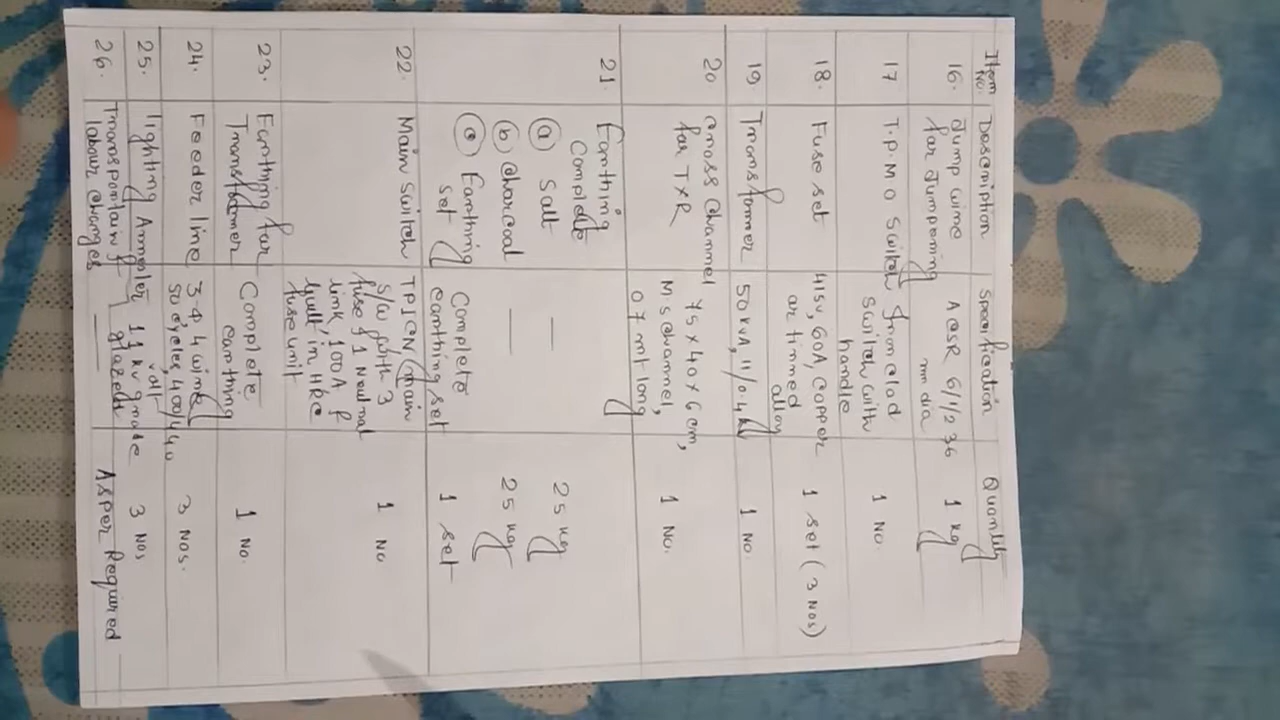 Item No. Description Specification Quantity
16. Jump wire for Jumpering ACSR 6/1/2 36 mm dia 1 kg
17 T.P.M.O Switch Iron clad switch with handle 1 No.
18. Fuse set 415v, 60A, copper or tinned alloy 1 set (3 Nos)
19 Transformer 50 kvA, 11/0.4 kv 1 No.
20 cross channel for TXR 75 x 40 x 6 cm, Ms channel, 07 mt long 1 No.
21. Earthing Complete
(a) Salt — 25 kg
(b) charcoal — 25 kg
(c) Earthing set Complete earthing set 1 set
22. Main Switch TPICN main s/w with 3 fuse & 1 Neutral link, 100A & built in, HRC fuse unit 1 No
23. Earthing for Transformer Complete earthing 1 No.
24. Feeder line 3-Φ 4 wire 50 cycles, 400/440 3 Nos.
25. lighting Arrester 11 kv grade volt 3 Nos
26. Transportation & labour charges — As per Required